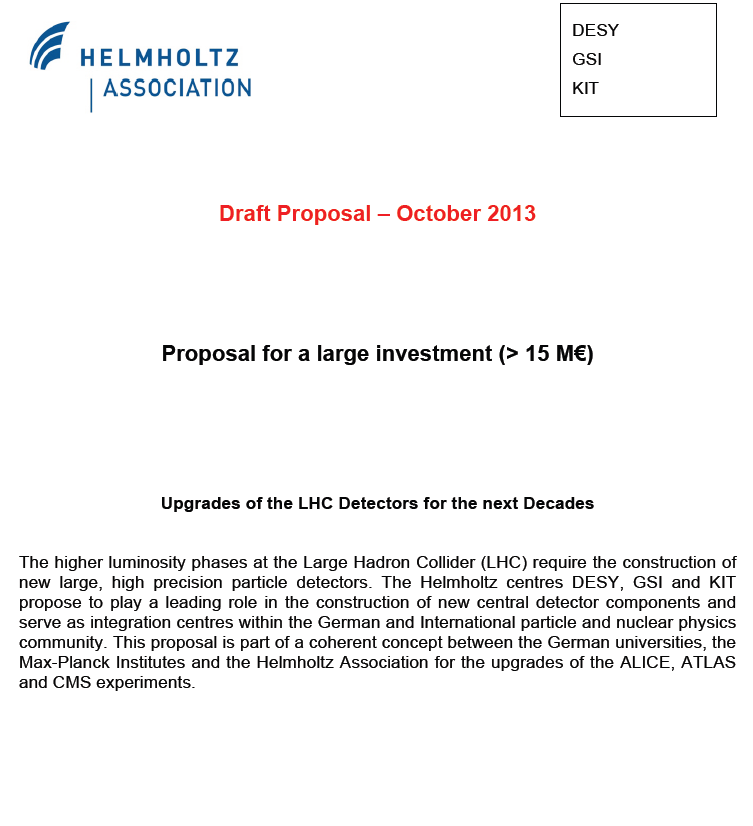 HELMHOLTZ
ASSOCIATION
DESY
GSI
KIT
Draft Proposal – October 2013
Proposal for a large investment (> 15 M€)
Upgrades of the LHC Detectors for the next Decades
The higher luminosity phases at the Large Hadron Collider (LHC) require the construction of
new large, high precision particle detectors. The Helmholtz centres DESY, GSI and KIT
propose to play a leading role in the construction of new central detector components and
serve as integration centres within the German and International particle and nuclear physics
community. This proposal is part of a coherent concept between the German universities, the
Max-Planck Institutes and the Helmholtz Association for the upgrades of the ALICE, ATLAS
and CMS experiments.